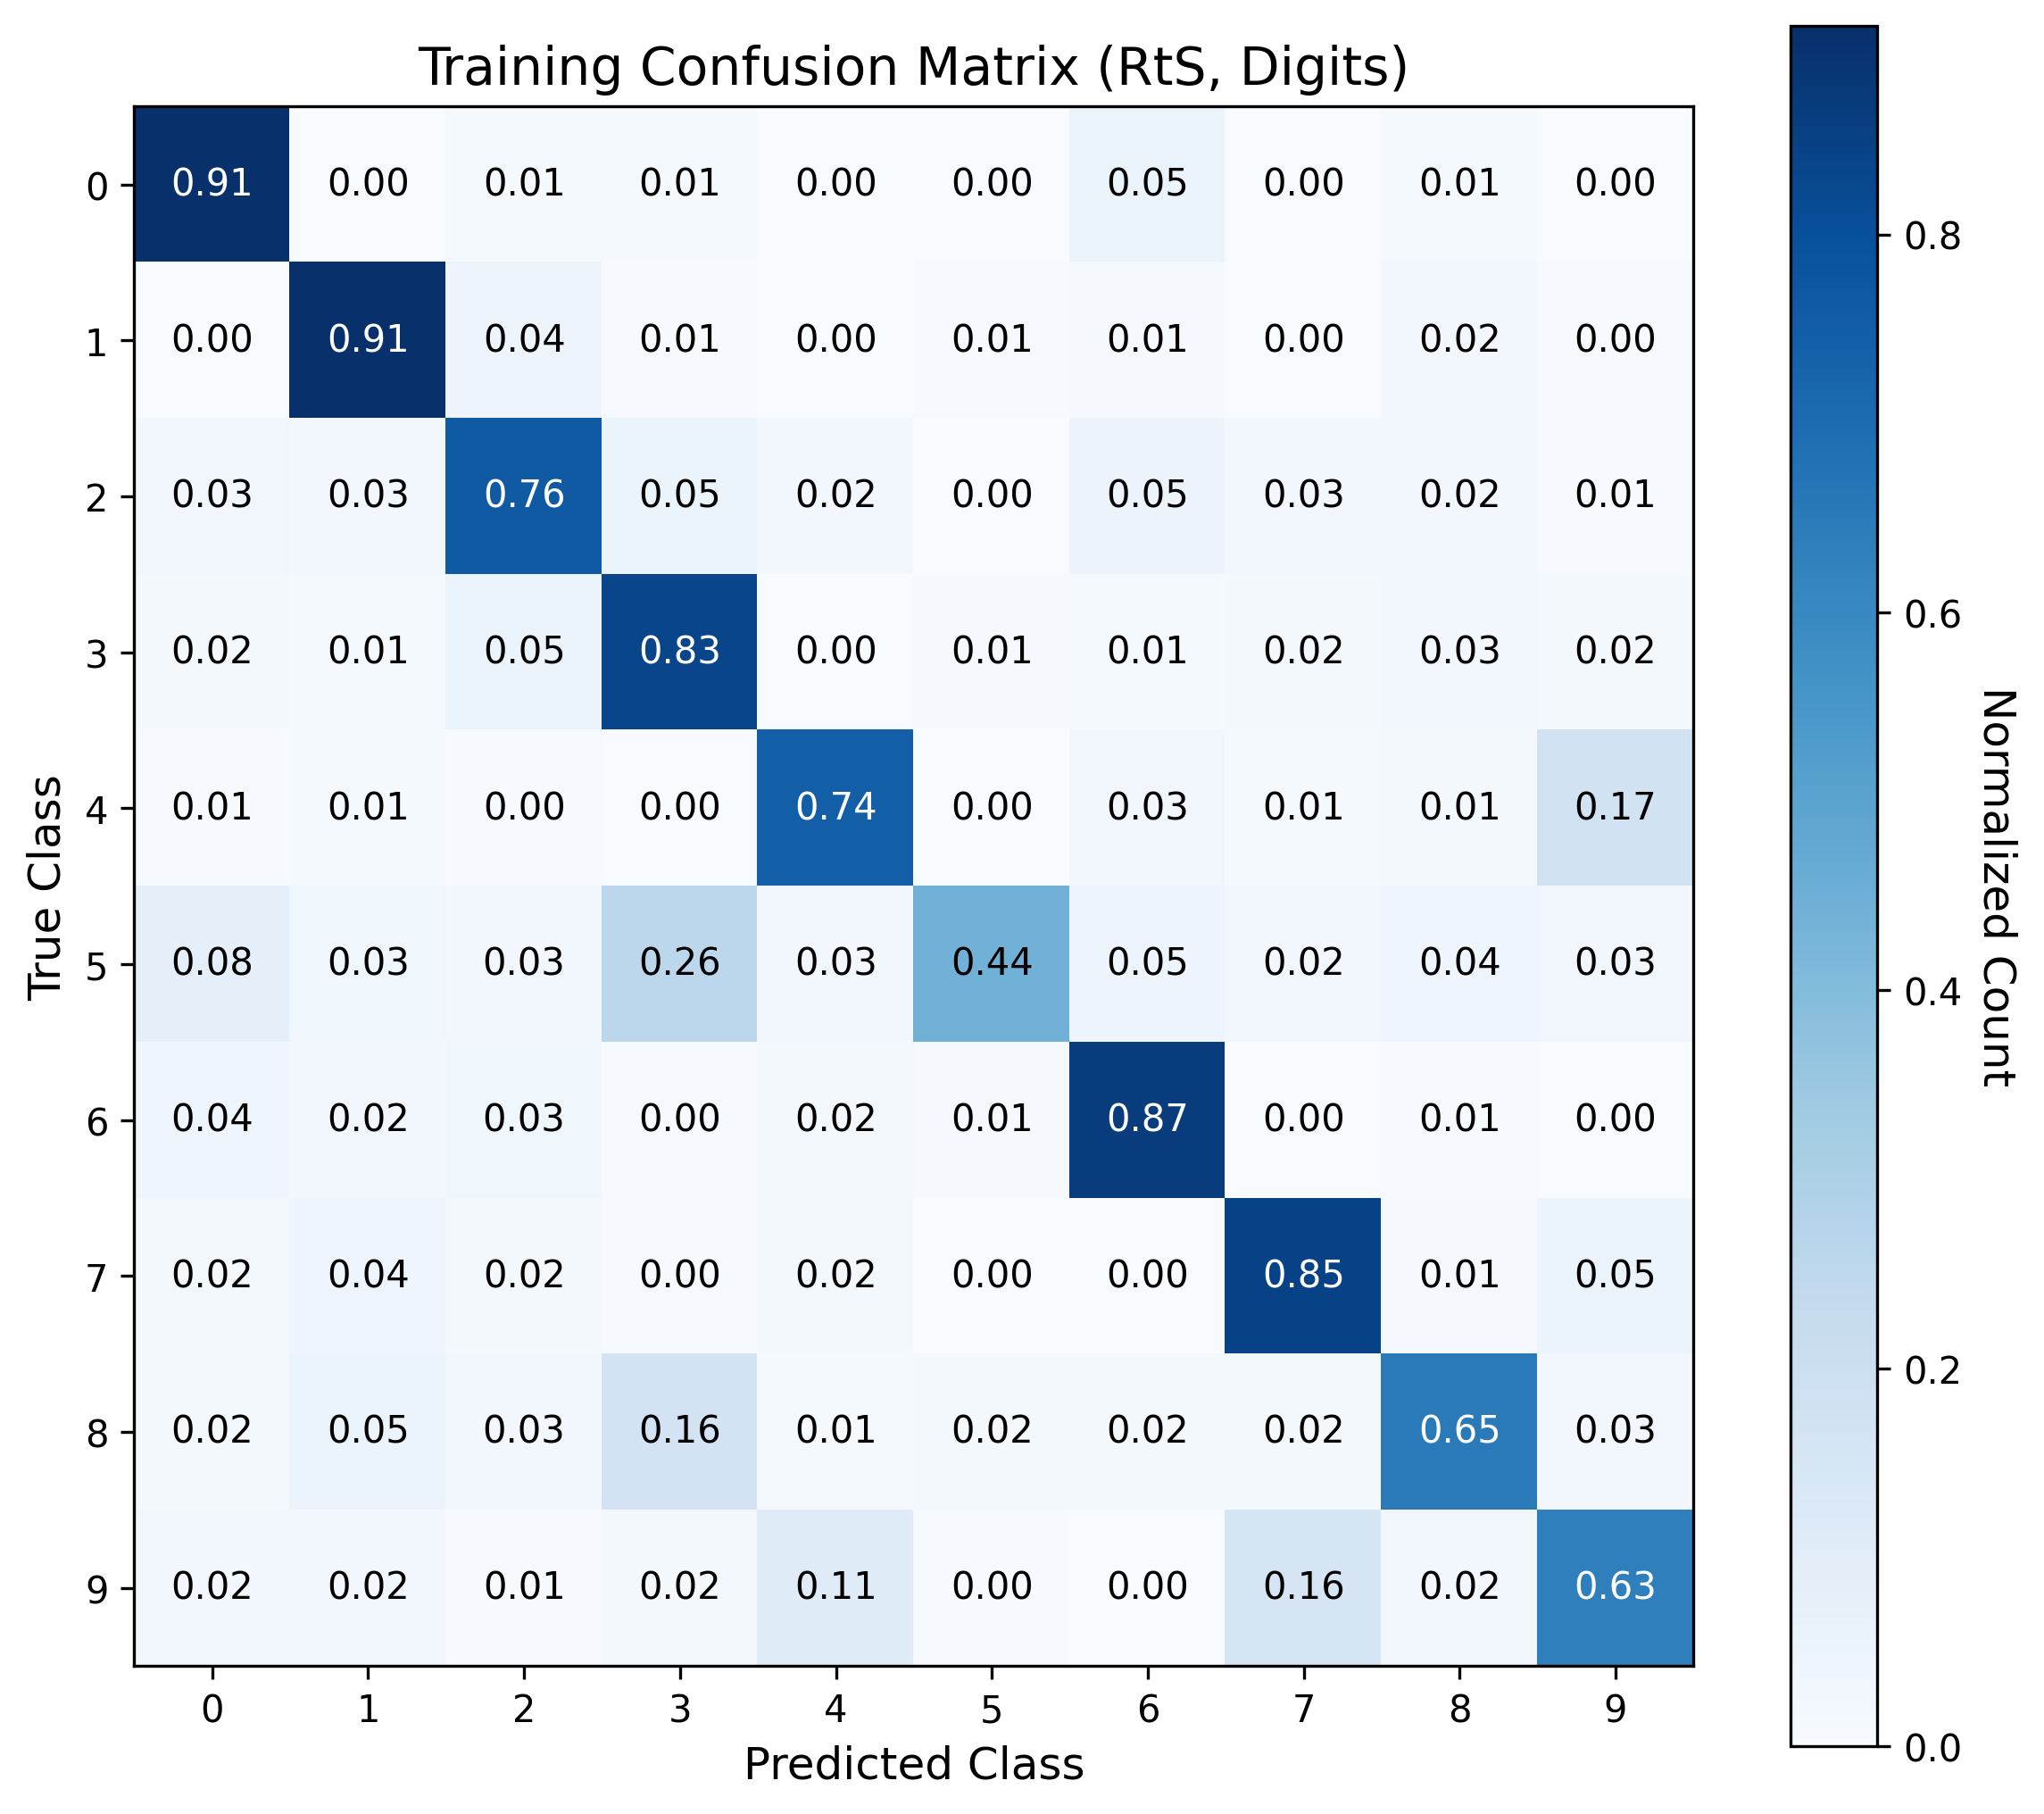 Training Confusion Matrix (RtS, Digits)
0 0.91 0.00 0.01 0.01 0.00 0.00 0.05 0.00 0.01 0.00
1 0.00 0.91 0.04 0.01 0.00 0.01 0.01 0.00 0.02 0.00
2 0.03 0.03 0.76 0.05 0.02 0.00 0.05 0.03 0.02 0.01
3 0.02 0.01 0.05 0.83 0.00 0.01 0.01 0.02 0.03 0.02
4 0.01 0.01 0.00 0.00 0.74 0.00 0.03 0.01 0.01 0.17
5 0.08 0.03 0.03 0.26 0.03 0.44 0.05 0.02 0.04 0.03
6 0.04 0.02 0.03 0.00 0.02 0.01 0.87 0.00 0.01 0.00
7 0.02 0.04 0.02 0.00 0.02 0.00 0.00 0.85 0.01 0.05
8 0.02 0.05 0.03 0.16 0.01 0.02 0.02 0.02 0.65 0.03
9 0.02 0.02 0.01 0.02 0.11 0.00 0.00 0.16 0.02 0.63
0 1 2 3 4 5 6 7 8 9
Predicted Class
True Class
0.8
0.6
0.4
0.2
0.0
Normalized Count